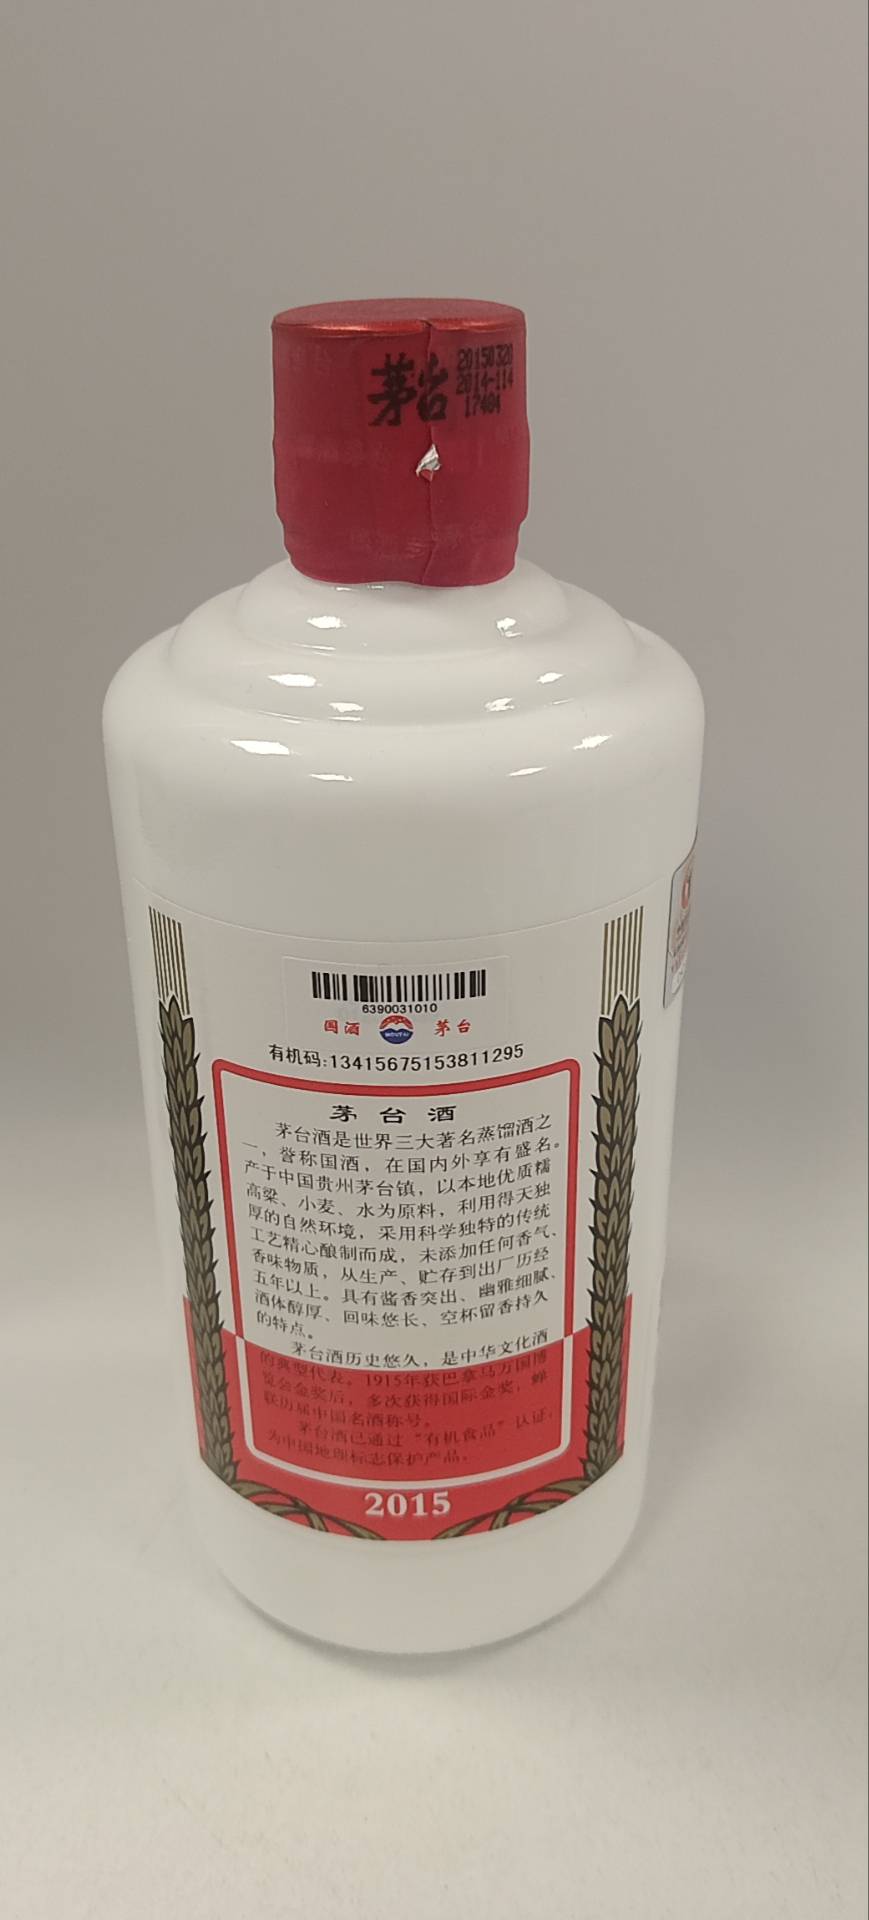 茅台
20150320
2014-114
17404
6390031010
国酒 MOUTAI 茅台
有机码:13415675153811295
茅台酒
茅台酒是世界三大著名蒸馏酒之
一，誉称国酒，在国内外享有盛名。
产于中国贵州茅台镇，以本地优质糯
高粱、小麦、水为原料，利用得天独
厚的自然环境，采用科学独特的传统
工艺精心酿制而成，未添加任何香气、
香味物质，从生产、贮存到出厂历经
五年以上。具有酱香突出、幽雅细腻、
酒体醇厚、回味悠长、空杯留香持久
的特点。
茅台酒历史悠久，是中华文化酒
的典型代表。1915年获巴拿马万国博
览会金奖后，多次获得国际金奖，蝉
联历届中国名酒称号。
茅台酒已通过“有机食品”认证，
为中国地理标志保护产品。
2015